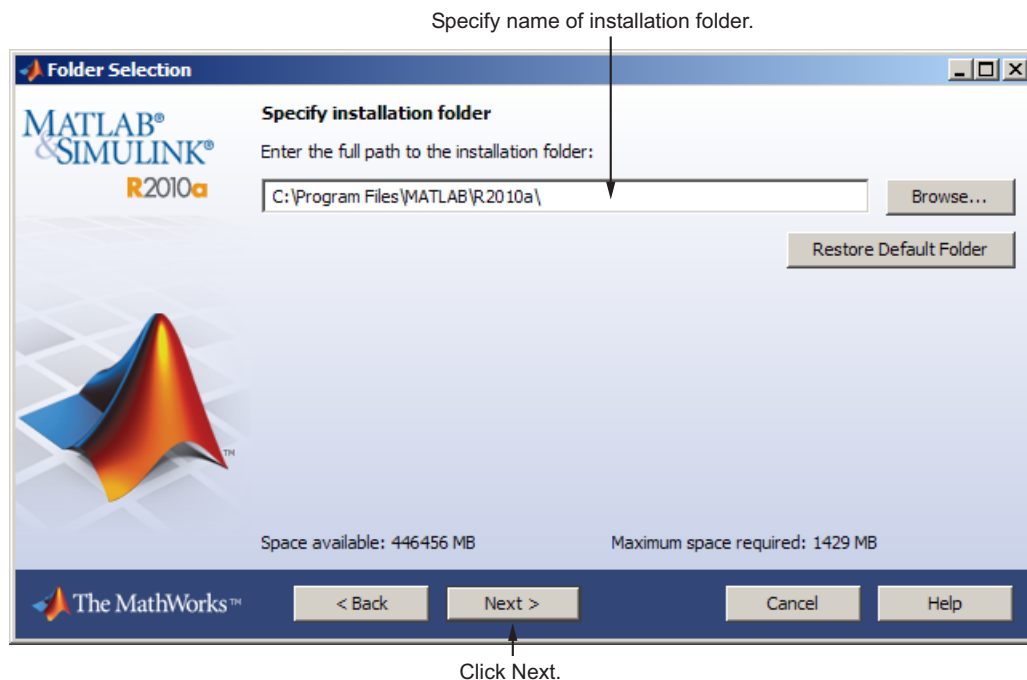 Specify name of installation folder.
Folder Selection
MATLAB®
&SIMULINK®
R2010a
Specify installation folder
Enter the full path to the installation folder:
C:\Program Files\MATLAB\R2010a\
Browse...
Restore Default Folder
TM
Space available: 446456 MB
Maximum space required: 1429 MB
The MathWorks™
< Back
Next >
Cancel
Help
Click Next.